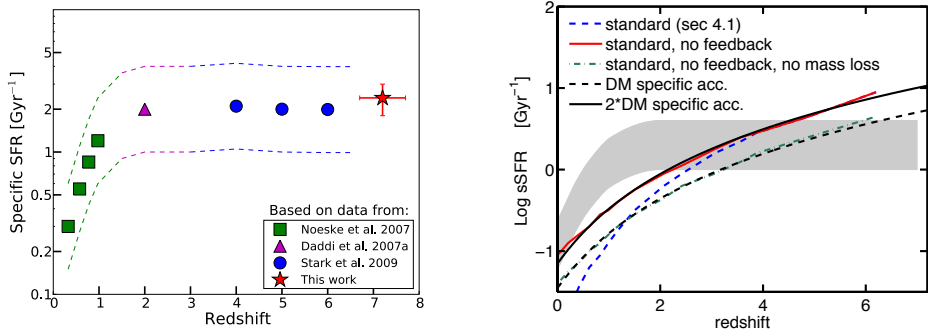 Specific SFR [Gyr⁻¹]
5
2
1
0.5
0.2
0.1
0 1 2 3 4 5 6 7 8
Redshift
Based on data from:
Noeske et al. 2007
Daddi et al. 2007a
Stark et al. 2009
This work
Log sSFR [Gyr⁻¹]
standard (sec 4.1)
standard, no feedback
standard, no feedback, no mass loss
DM specific acc.
2*DM specific acc.
2
1
0
−1
0 2 4 6
redshift